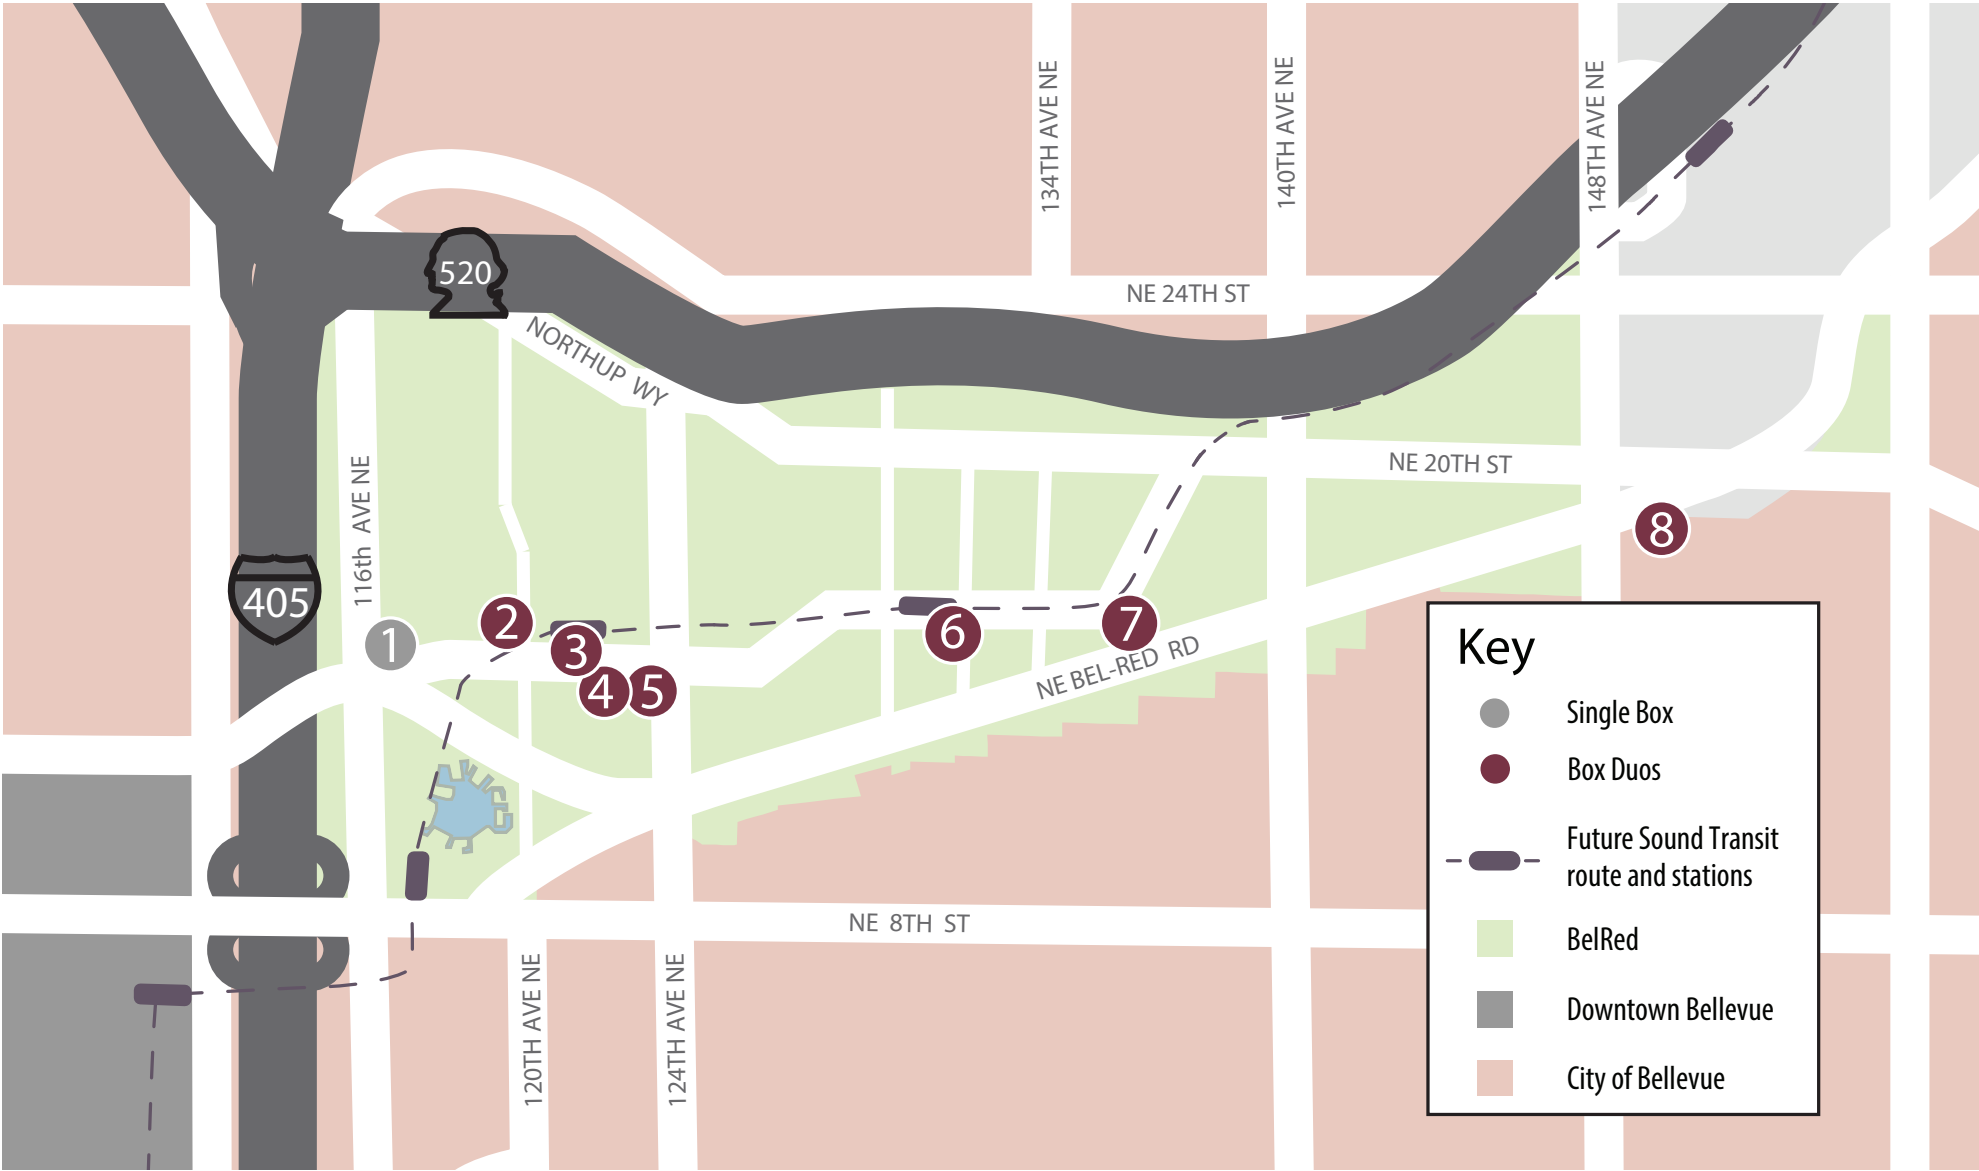 134TH AVE NE
140TH AVE NE
148TH AVE NE
520
NE 24TH ST
NORTHUP WY
116th AVE NE
NE 20TH ST
405
8
1
2
3
4
5
6
7
NE BEL-RED RD
NE 8TH ST
120TH AVE NE
124TH AVE NE
Key
Single Box
Box Duos
Future Sound Transit
route and stations
BelRed
Downtown Bellevue
City of Bellevue